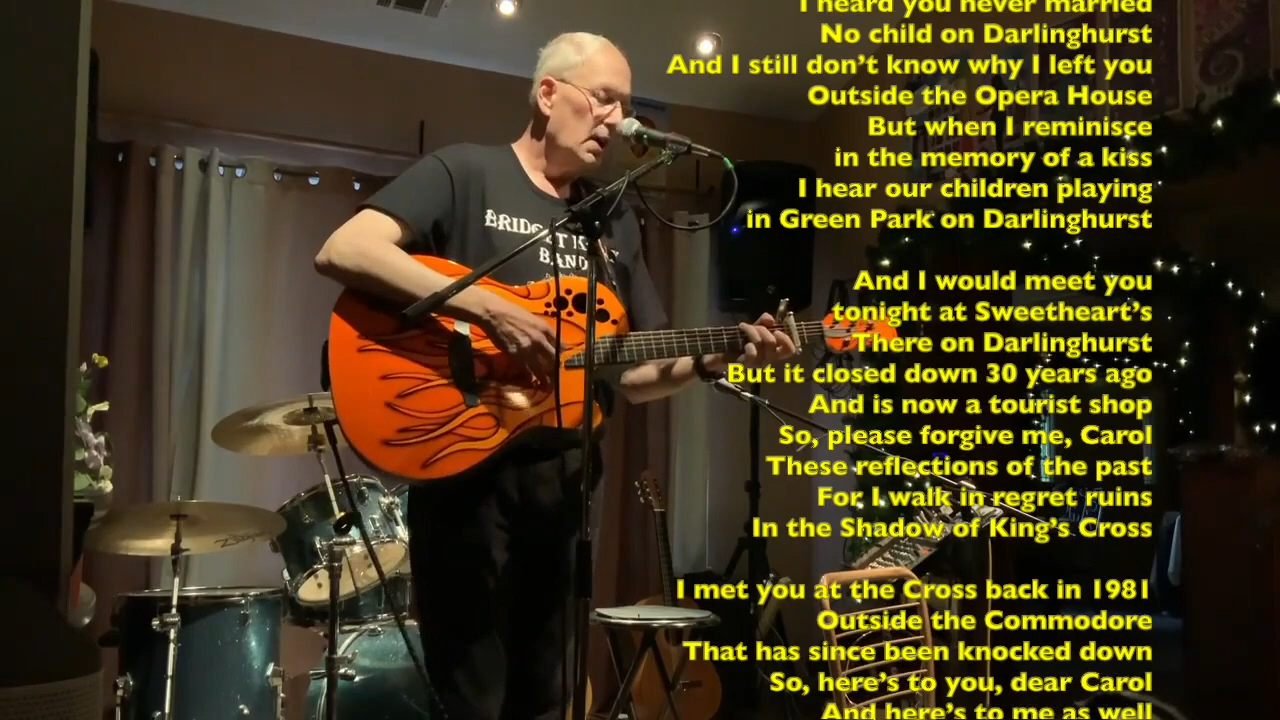 I heard you never married
No child on Darlinghurst
And I still don't know why I left you
Outside the Opera House
But when I reminisce
in the memory of a kiss
I hear our children playing
in Green Park on Darlinghurst
And I would meet you
tonight at Sweetheart's
There on Darlinghurst
But it closed down 30 years ago
And is now a tourist shop
So, please forgive me, Carol
These reflections of the past
For, I walk in regret ruins
In the Shadow of King's Cross
I met you at the Cross back in 1981
Outside the Commodore
That has since been knocked down
So, here's to you, dear Carol
And here's to me as well
BAND